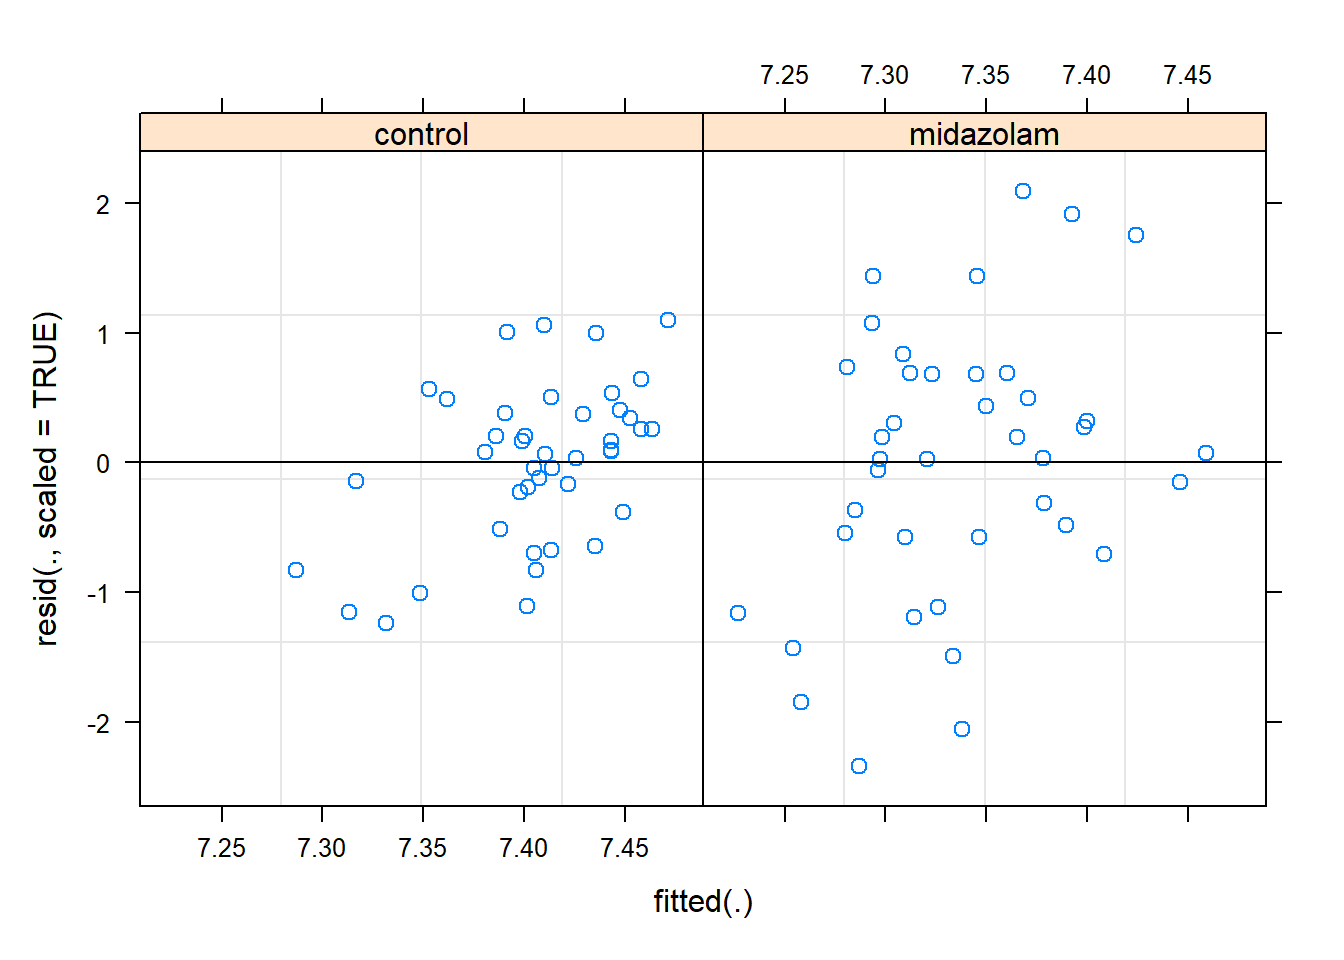 7.25 7.30 7.35 7.40 7.45
control midazolam
2
1
0
-1
-2
resid(., scaled = TRUE)
7.25 7.30 7.35 7.40 7.45
fitted(.)